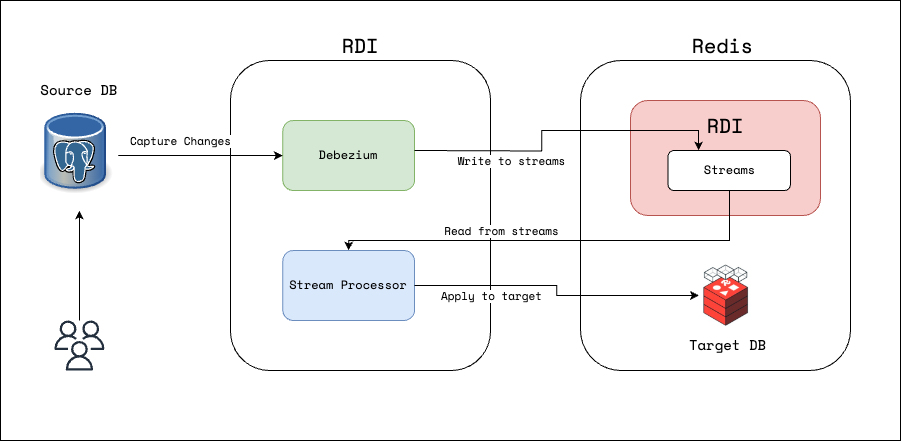 RDI
Redis
Source DB
RDI
Capture Changes
Debezium
Write to streams
Streams
Read from streams
Stream Processor
Apply to target
Target DB